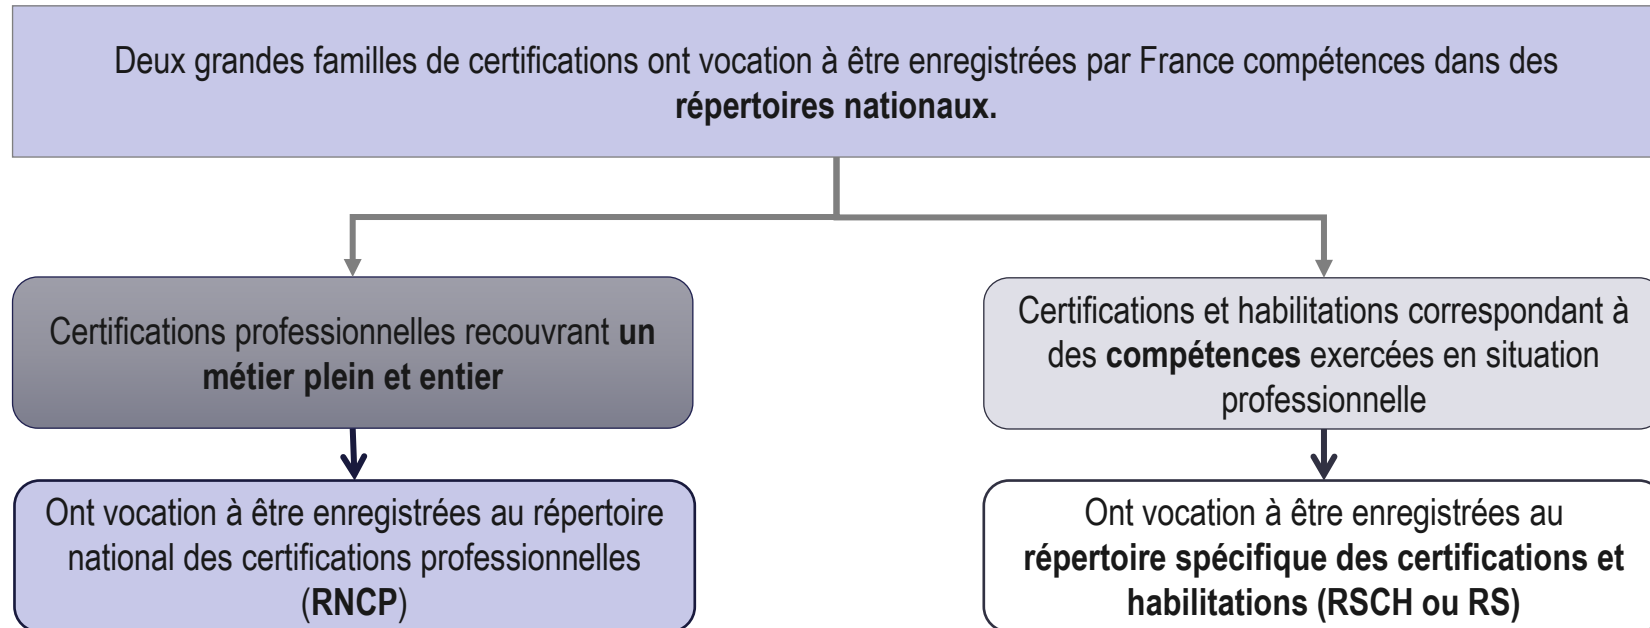 Deux grandes familles de certifications ont vocation à être enregistrées par France compétences dans des
répertoires nationaux.
Certifications professionnelles recouvrant un
métier plein et entier
Certifications et habilitations correspondant à
des compétences exercées en situation
professionnelle
Ont vocation à être enregistrées au répertoire
national des certifications professionnelles
(RNCP)
Ont vocation à être enregistrées au
répertoire spécifique des certifications et
habilitations (RSCH ou RS)